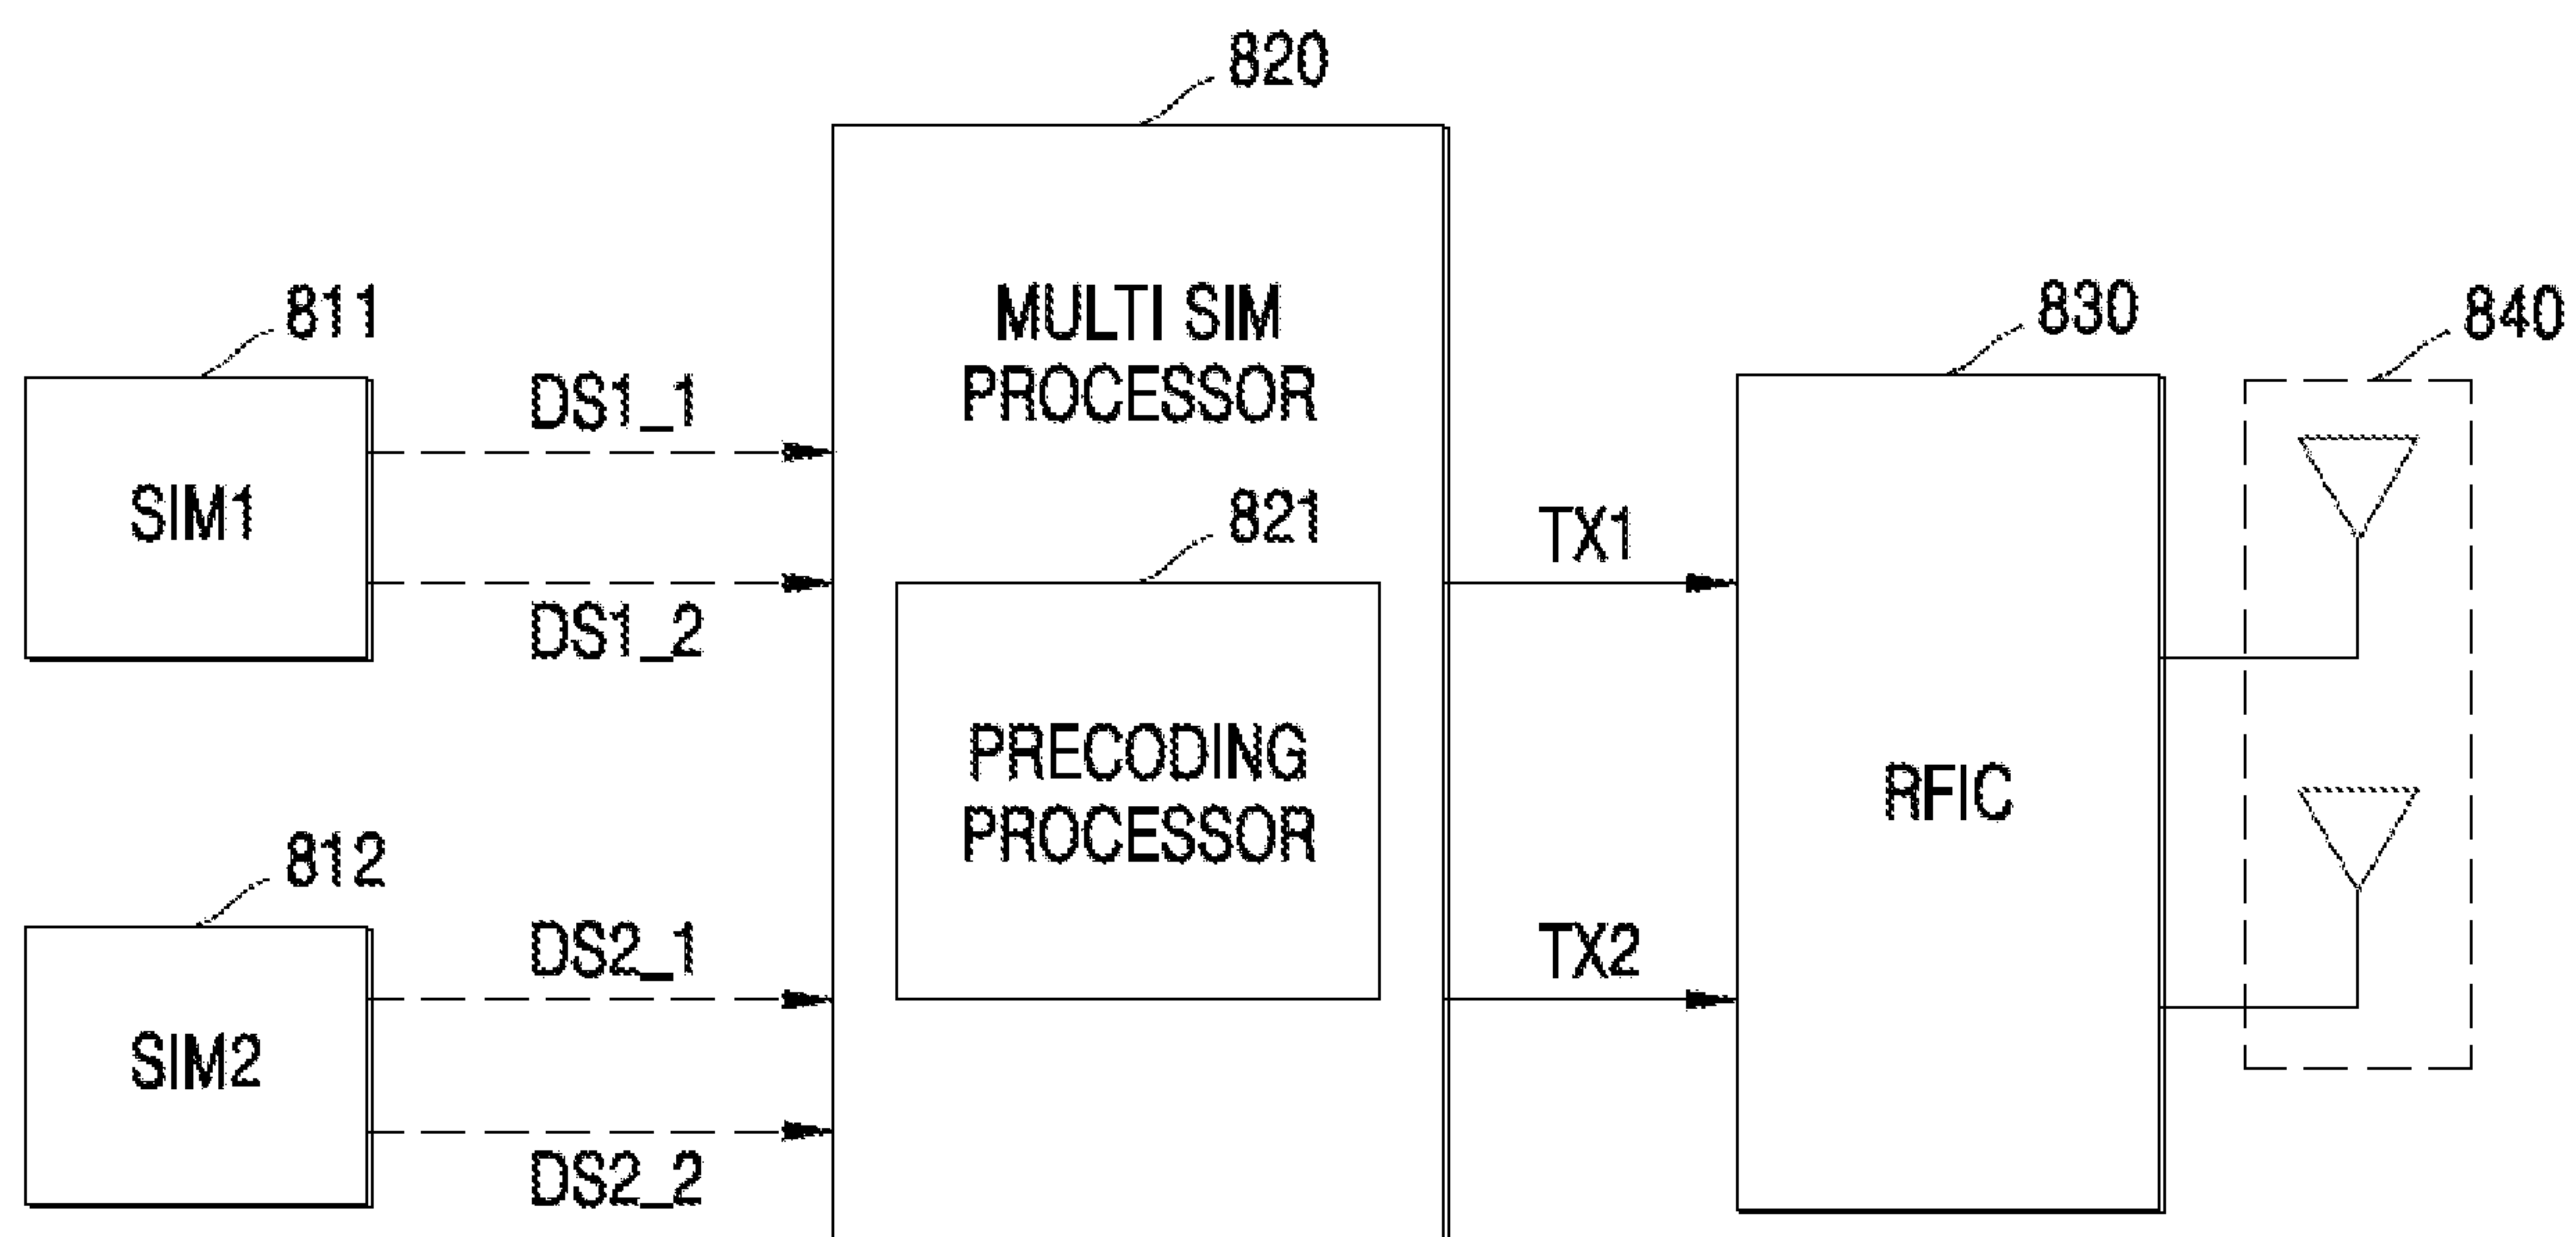 820
811
DS1_1
SIM1
DS1_2
MULTI SIM
PROCESSOR
821
PRECODING
PROCESSOR
812
DS2_1
SIM2
DS2_2
TX1
TX2
830
RFIC
840